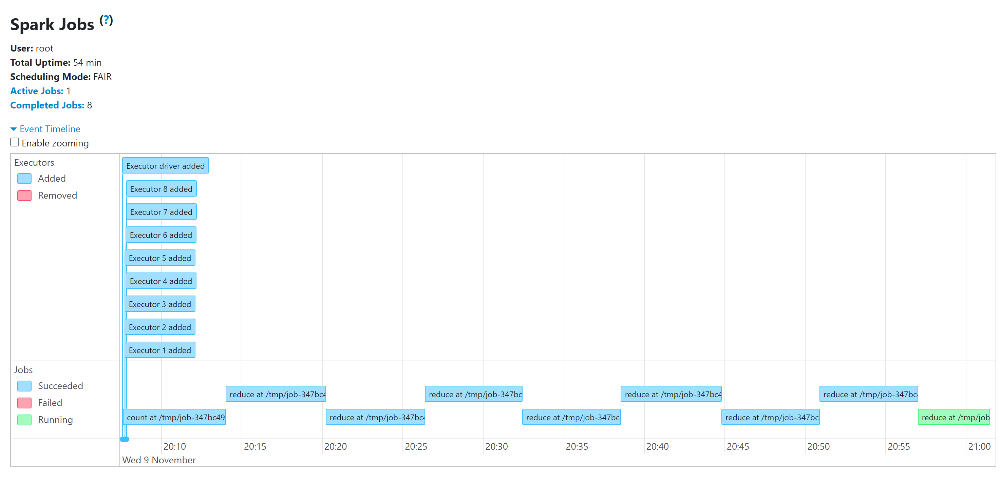 Spark Jobs (?)
User: root
Total Uptime: 54 min
Scheduling Mode: FAIR
Active Jobs: 1
Completed Jobs: 8
Event Timeline
Enable zooming
Executors
Added
Removed
Executor driver added
Executor 8 added
Executor 7 added
Executor 6 added
Executor 5 added
Executor 4 added
Executor 3 added
Executor 2 added
Executor 1 added
Jobs
Succeeded
Failed
Running
reduce at /tmp/job-347bc4
reduce at /tmp/job-347bc
reduce at /tmp/job-347bc4
reduce at /tmp/job-347bc
count at /tmp/job-347bc49
reduce at /tmp/job-347bc4
reduce at /tmp/job-347bc
reduce at /tmp/job-347bc
reduce at /tmp/job
20:10 20:15 20:20 20:25 20:30 20:35 20:40 20:45 20:50 20:55 21:00
Wed 9 November